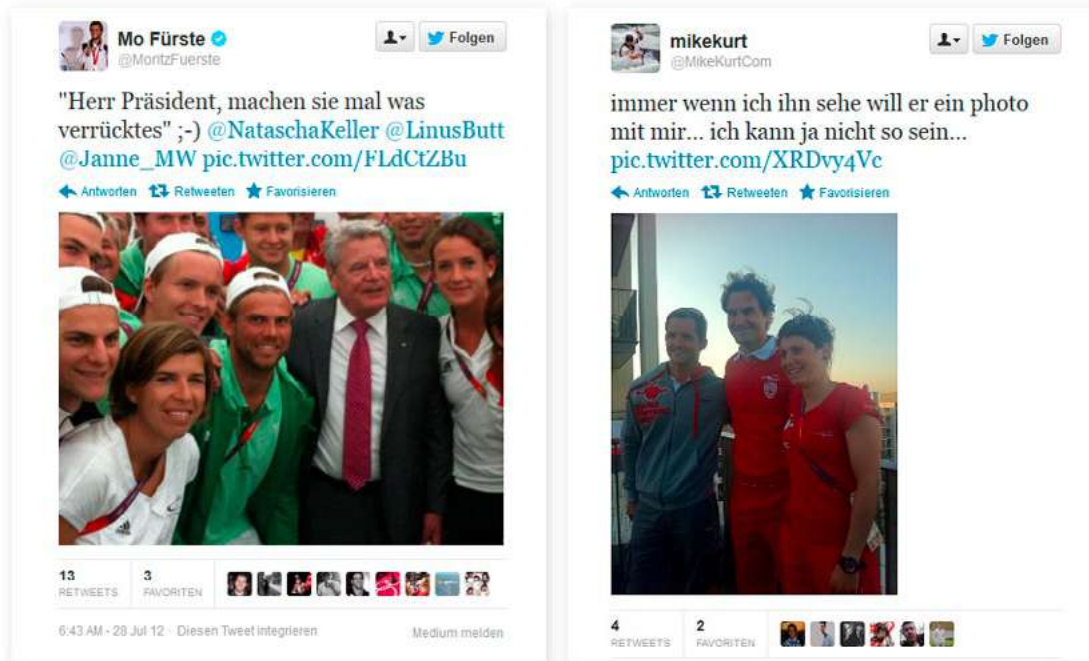 Mo Fürste
@MoritzFuerste
Folgen
"Herr Präsident, machen sie mal was
verrücktes" ;-) @NataschaKeller @LinusButt
@Janne_MW pic.twitter.com/FLdCtZBu
Antworten Retweeten Favorisieren
13 3
RETWEETS FAVORITEN
6:43 AM - 28 Jul 12 · Diesen Tweet integrieren Medium melden
mikekurt
@MikeKurtCom
Folgen
immer wenn ich ihn sehe will er ein photo
mit mir... ich kann ja nicht so sein...
pic.twitter.com/XRDvy4Vc
Antworten Retweeten Favorisieren
4 2
RETWEETS FAVORITEN